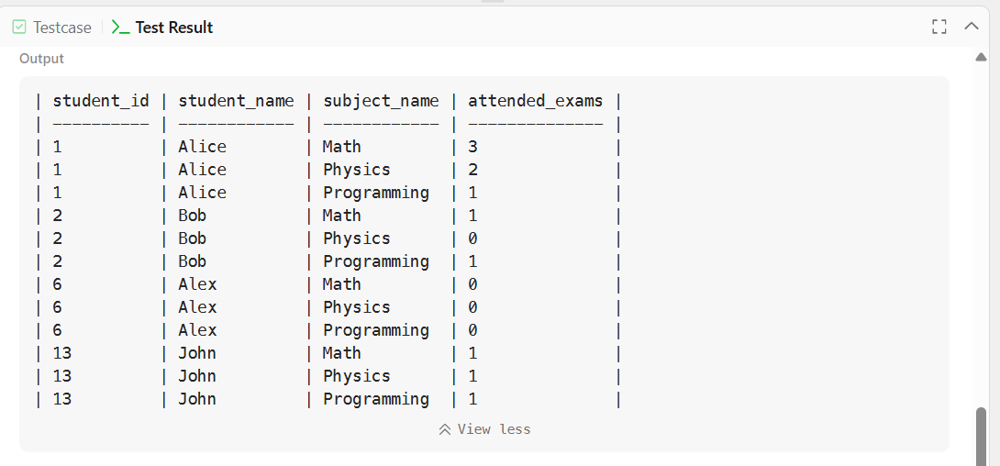 Testcase | Test Result
Output
| student_id | student_name | subject_name | attended_exams |
| ---------- | ------------ | ------------ | -------------- |
| 1 | Alice | Math | 3 |
| 1 | Alice | Physics | 2 |
| 1 | Alice | Programming | 1 |
| 2 | Bob | Math | 1 |
| 2 | Bob | Physics | 0 |
| 2 | Bob | Programming | 1 |
| 6 | Alex | Math | 0 |
| 6 | Alex | Physics | 0 |
| 6 | Alex | Programming | 0 |
| 13 | John | Math | 1 |
| 13 | John | Physics | 1 |
| 13 | John | Programming | 1 |
View less